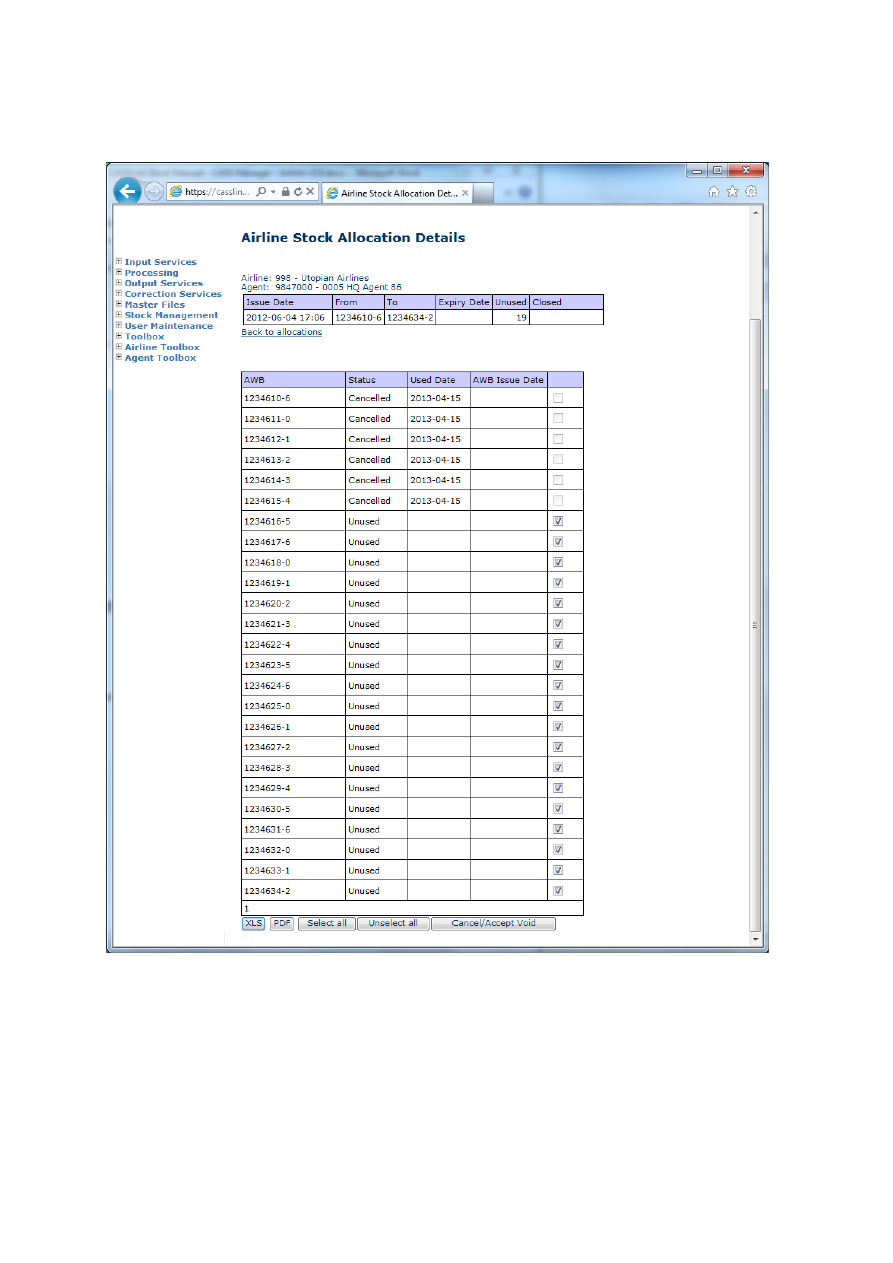 https://casslin...
Airline Stock Allocation Det...
Airline Stock Allocation Details
Input Services
Processing
Output Services
Correction Services
Master Files
Stock Management
User Maintenance
Toolbox
Airline Toolbox
Agent Toolbox
Airline: 998 - Utopian Airlines
Agent: 9847000 - 0005 HQ Agent 86
Issue Date From To Expiry Date Unused Closed
2012-06-04 17:06 1234610-6 1234634-2 19
Back to allocations
AWB Status Used Date AWB Issue Date
1234610-6 Cancelled 2013-04-15
1234611-0 Cancelled 2013-04-15
1234612-1 Cancelled 2013-04-15
1234613-2 Cancelled 2013-04-15
1234614-3 Cancelled 2013-04-15
1234615-4 Cancelled 2013-04-15
1234616-5 Unused
1234617-6 Unused
1234618-0 Unused
1234619-1 Unused
1234620-2 Unused
1234621-3 Unused
1234622-4 Unused
1234623-5 Unused
1234624-6 Unused
1234625-0 Unused
1234626-1 Unused
1234627-2 Unused
1234628-3 Unused
1234629-4 Unused
1234630-5 Unused
1234631-6 Unused
1234632-0 Unused
1234633-1 Unused
1234634-2 Unused
1
XLS PDF Select all Unselect all Cancel/Accept Void